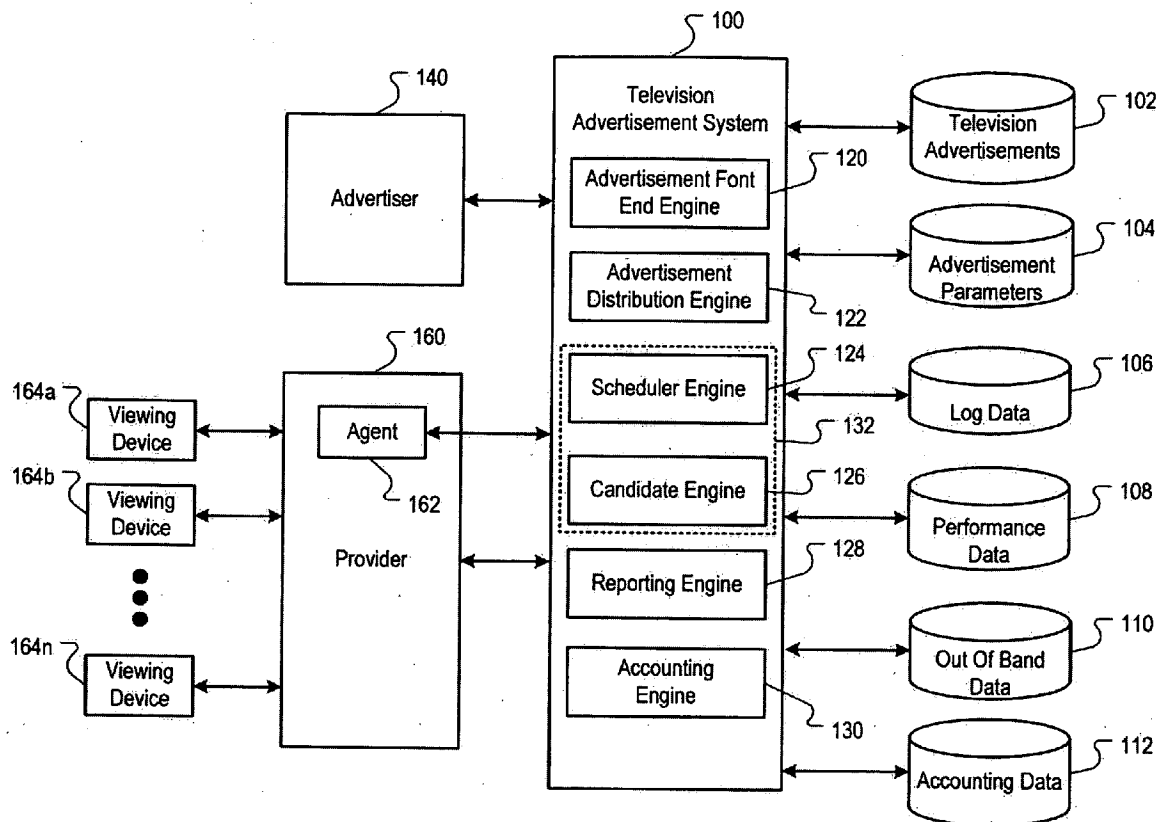 100
140
Television
Advertisement System
Television
Advertisements
102
120
Advertisement Font
End Engine
Advertiser
104
Advertisement
Parameters
Advertisement
Distribution Engine
122
160
124
Scheduler Engine
106
Log Data
164a
Viewing
Device
Agent
132
162
164b
Viewing
Device
Candidate Engine
126
108
Performance
Data
Provider
128
Reporting Engine
110
Out Of Band
Data
164n
Viewing
Device
Accounting
Engine
130
112
Accounting Data